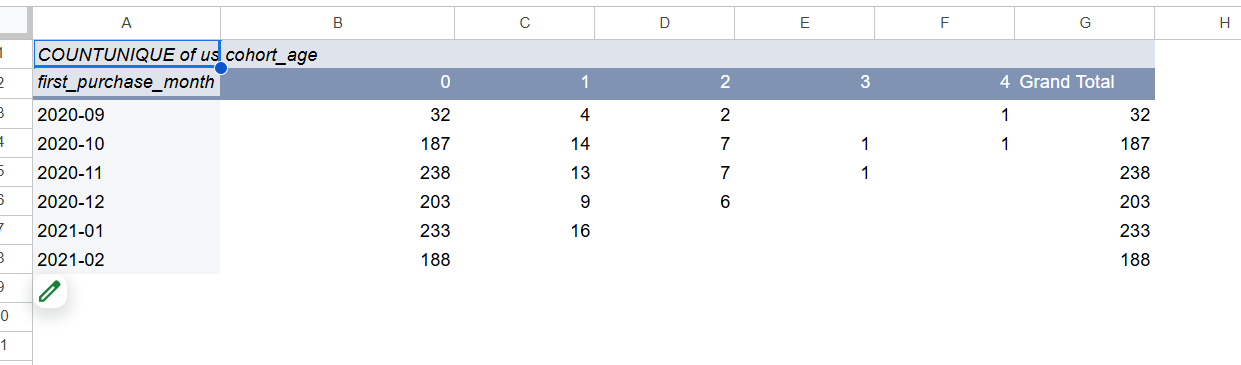 A B C D E F G H
1 COUNTUNIQUE of us cohort_age
2 first_purchase_month 0 1 2 3 4 Grand Total
3 2020-09 32 4 2 1 32
4 2020-10 187 14 7 1 1 187
5 2020-11 238 13 7 1 238
6 2020-12 203 9 6 203
7 2021-01 233 16 233
8 2021-02 188 188
9
0
1